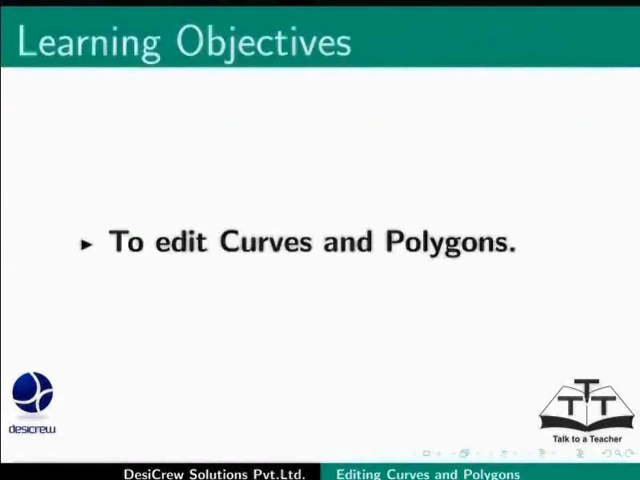 Learning Objectives
To edit Curves and Polygons.
desicrew
T T T
Talk to a Teacher
DesiCrew Solutions Pvt.Ltd. Editing Curves and Polygons